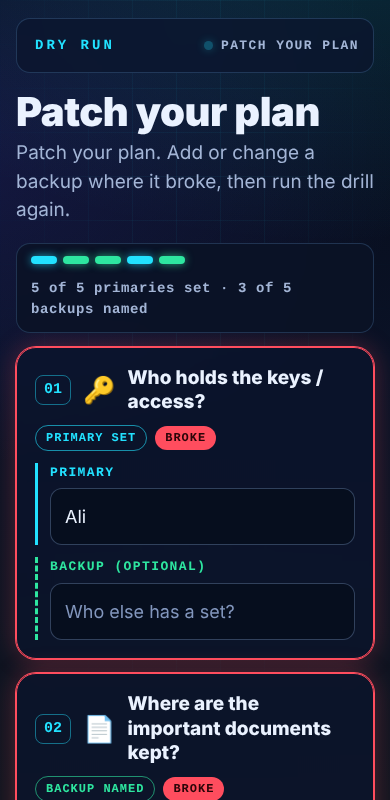 DRY RUN
PATCH YOUR PLAN
Patch your plan
Patch your plan. Add or change a
backup where it broke, then run the drill
again.
5 of 5 primaries set · 3 of 5
backups named
01
Who holds the keys /
access?
PRIMARY SET
BROKE
PRIMARY
Ali
BACKUP (OPTIONAL)
Who else has a set?
02
Where are the
important documents
kept?
BACKUP NAMED
BROKE